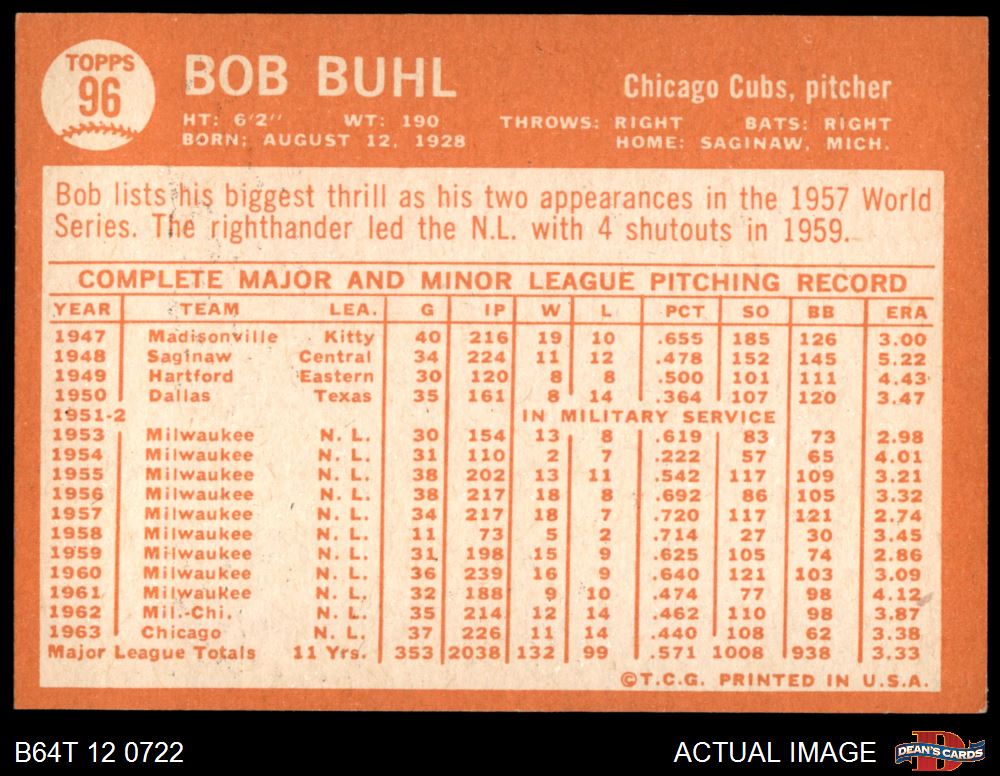 TOPPS
96
BOB BUHL
Chicago Cubs, pitcher
HT: 6'2" WT: 190 THROWS: RIGHT BATS: RIGHT
BORN: AUGUST 12, 1928 HOME: SAGINAW, MICH.
Bob lists his biggest thrill as his two appearances in the 1957 World
Series. The righthander led the N.L. with 4 shutouts in 1959.
COMPLETE MAJOR AND MINOR LEAGUE PITCHING RECORD
YEAR TEAM LEA. G IP W L PCT SO BB ERA
1947 Madisonville Kitty 40 216 19 10 .655 185 126 3.00
1948 Saginaw Central 34 224 11 12 .478 152 145 5.22
1949 Hartford Eastern 30 120 8 8 .500 101 111 4.43
1950 Dallas Texas 35 161 8 14 .364 107 120 3.47
1951-2 IN MILITARY SERVICE
1953 Milwaukee N. L. 30 154 13 8 .619 83 73 2.98
1954 Milwaukee N. L. 31 110 2 7 .222 57 65 4.01
1955 Milwaukee N. L. 38 202 13 11 .542 117 109 3.21
1956 Milwaukee N. L. 38 217 18 8 .692 86 105 3.32
1957 Milwaukee N. L. 34 217 18 7 .720 117 121 2.74
1958 Milwaukee N. L. 11 73 5 2 .714 27 30 3.45
1959 Milwaukee N. L. 31 198 15 9 .625 105 74 2.86
1960 Milwaukee N. L. 36 239 16 9 .640 121 103 3.09
1961 Milwaukee N. L. 32 188 9 10 .474 77 98 4.12
1962 Mil.-Chi. N. L. 35 214 12 14 .462 110 98 3.87
1963 Chicago N. L. 37 226 11 14 .440 108 62 3.38
Major League Totals 11 Yrs. 353 2038 132 99 .571 1008 938 3.33
©T.C.G. PRINTED IN U.S.A.
B64T 12 0722 ACTUAL IMAGE
D
DEAN'S CARDS